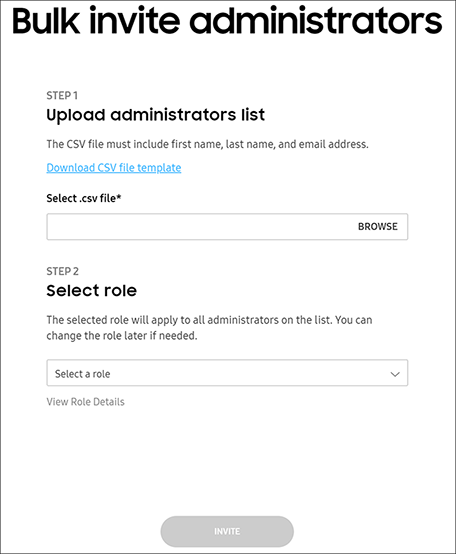 Bulk invite administrators
STEP 1
Upload administrators list
The CSV file must include first name, last name, and email address.
Download CSV file template
Select .csv file*
BROWSE
STEP 2
Select role
The selected role will apply to all administrators on the list. You can
change the role later if needed.
Select a role
View Role Details
INVITE